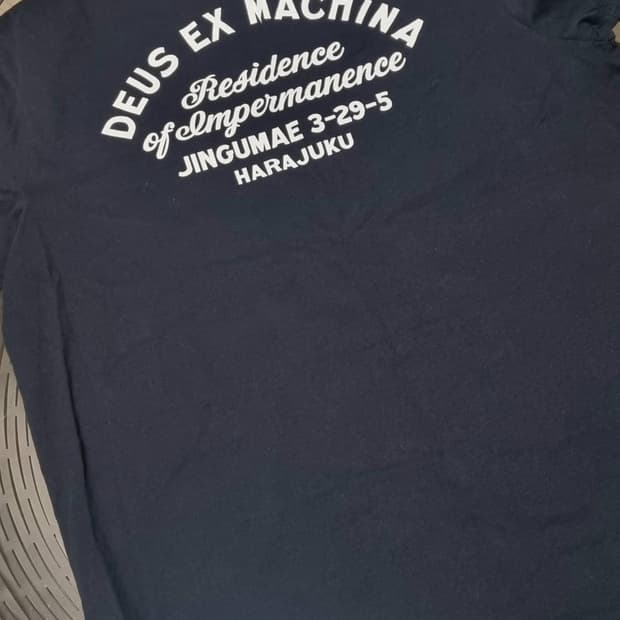 DEUS EX MACHINA
Residence
of Impermanence
JINGUMAE 3-29-5
HARAJUKU